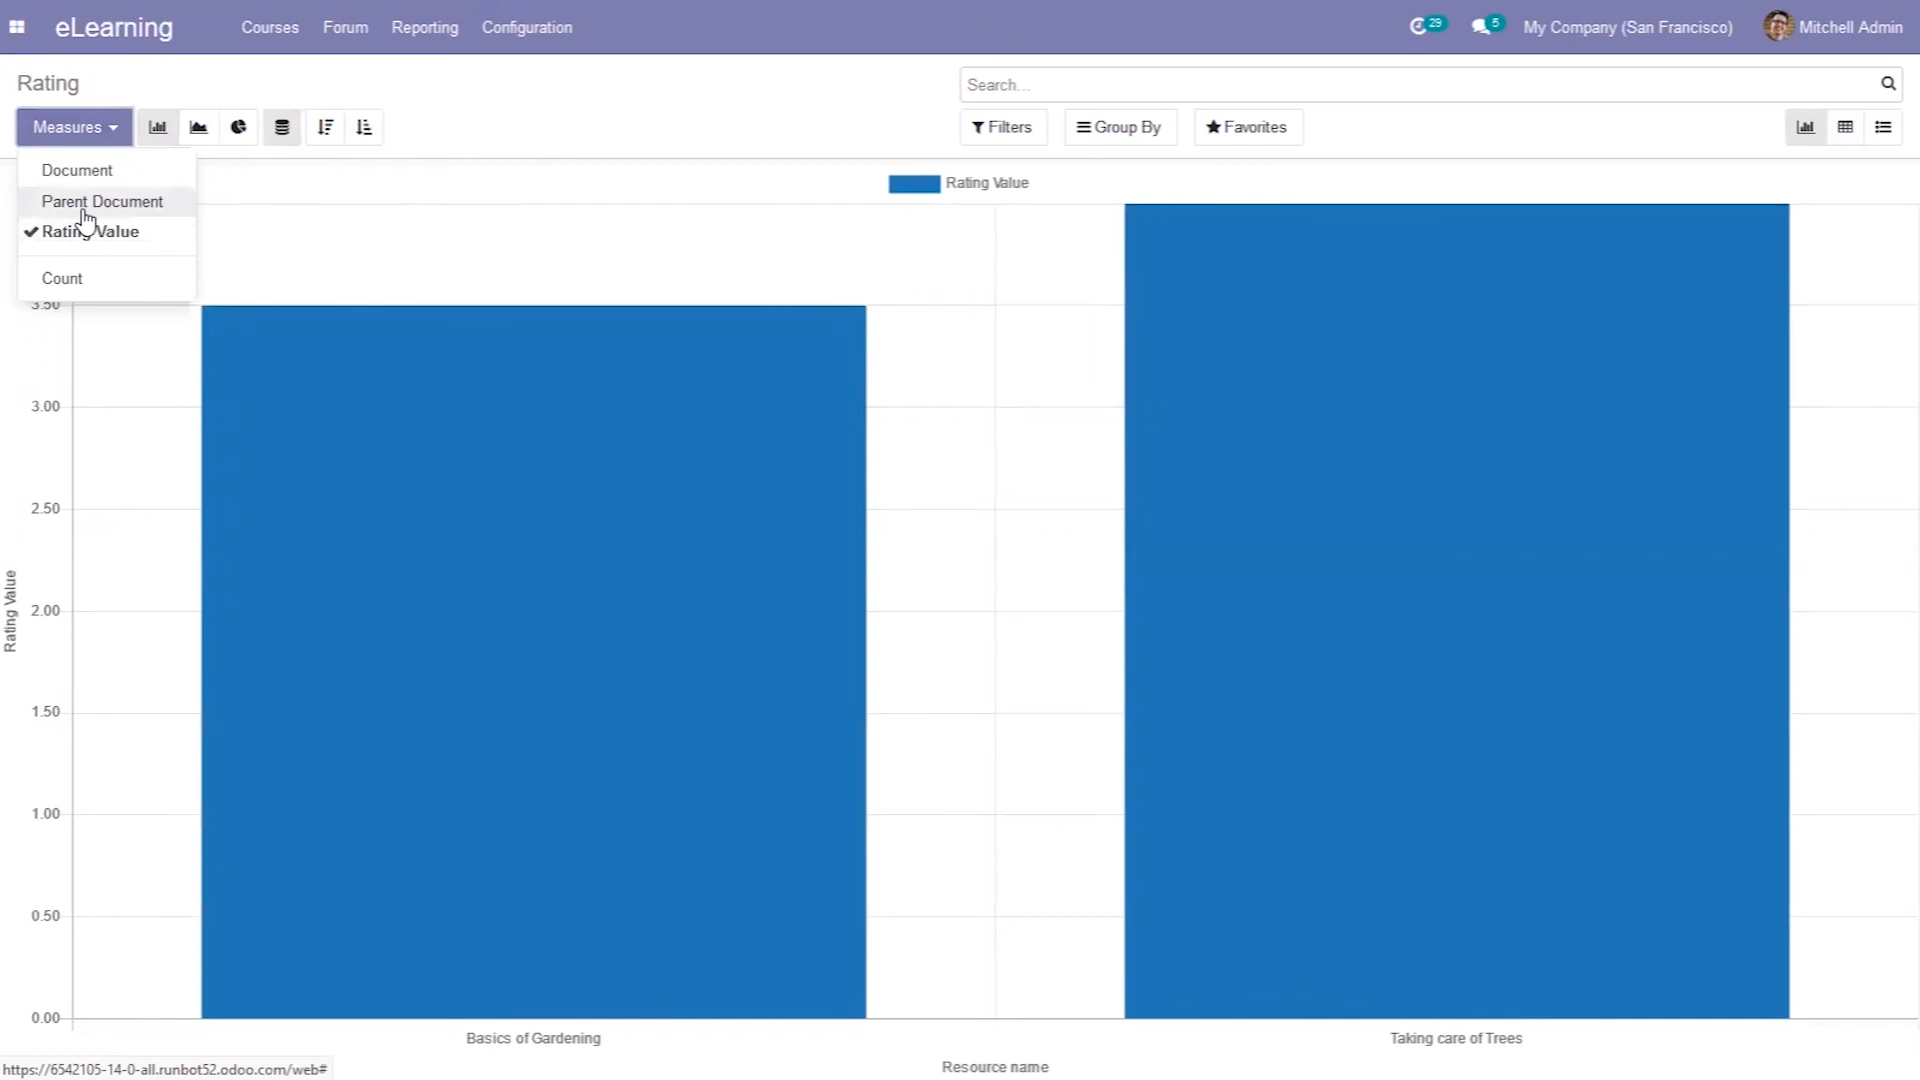 eLearning Courses Forum Reporting Configuration 29 5 My Company (San Francisco) Mitchell Admin
Rating
Search...
Measures
Filters Group By Favorites
Document
Parent Document
Rating Value
Count
Rating Value
3.50
3.00
2.50
2.00
1.50
1.00
0.50
0.00
Rating Value
Basics of Gardening Taking care of Trees
Resource name
https://6542105-14-0-all.runbot52.odoo.com/web#